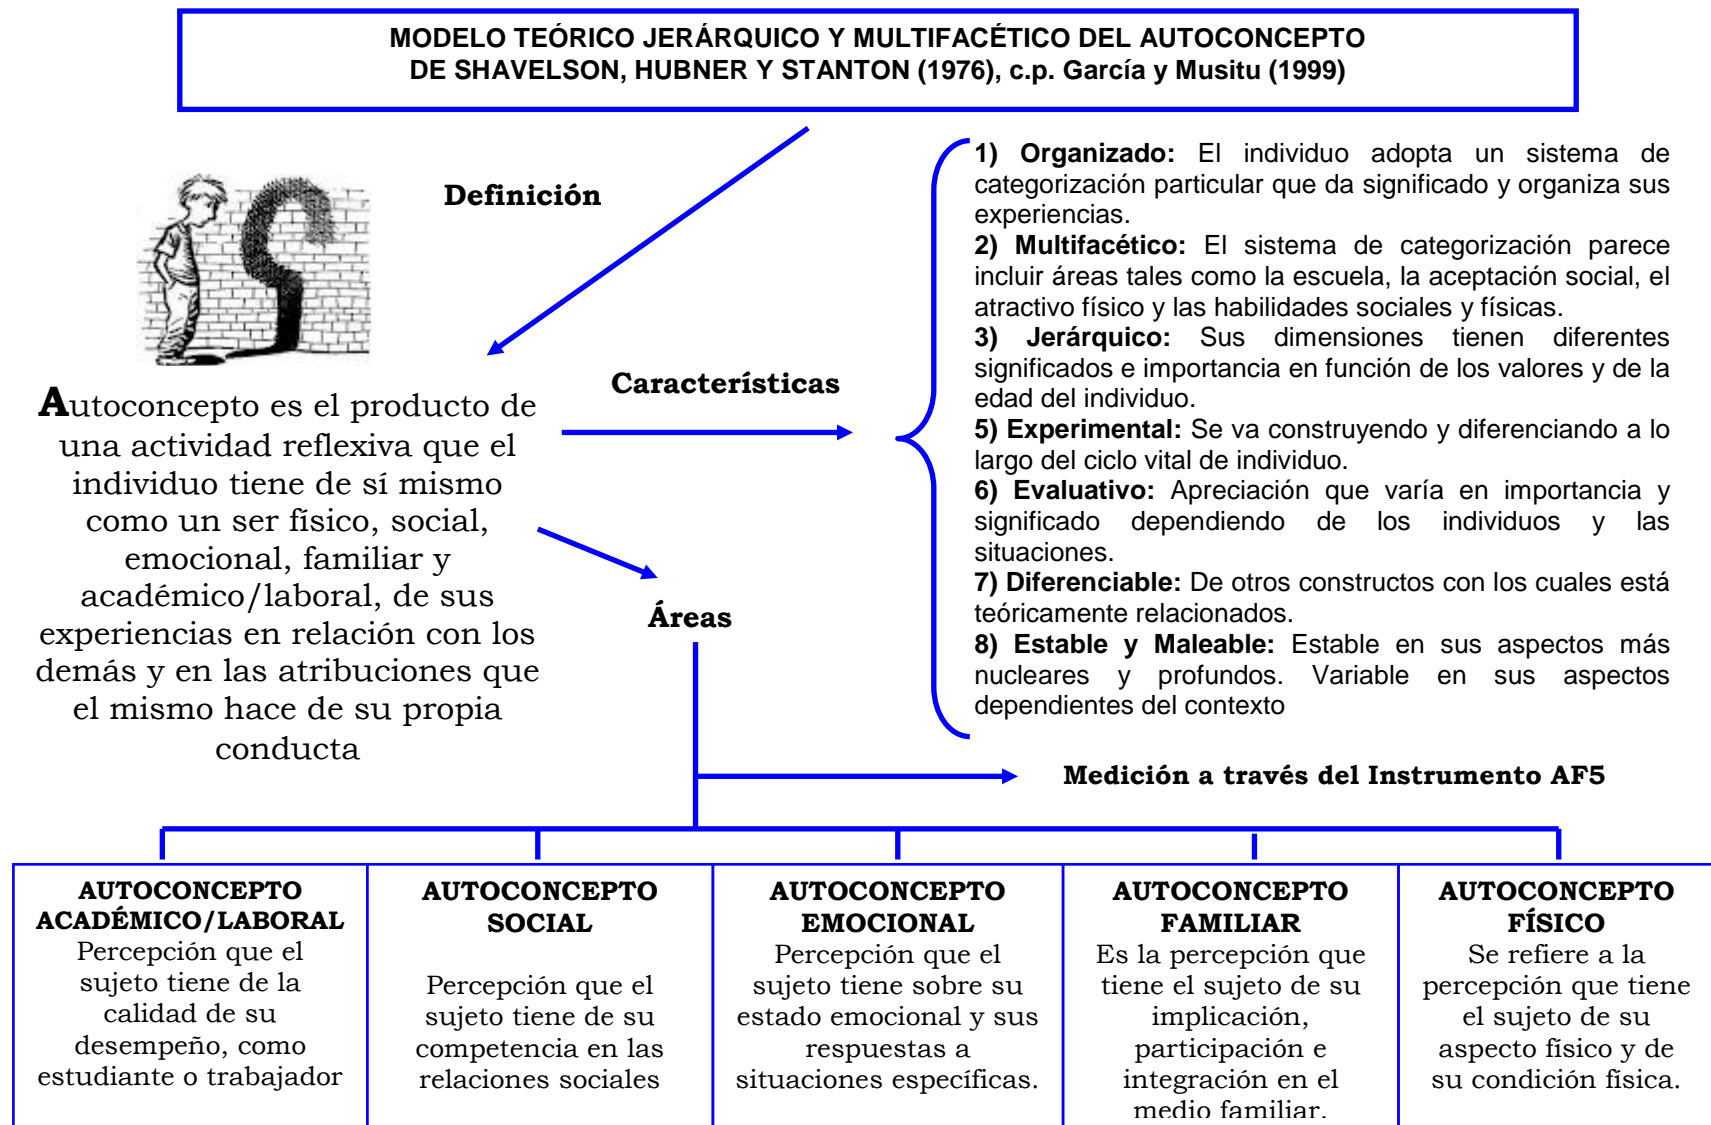 MODELO TEÓRICO JERÁRQUICO Y MULTIFACÉTICO DEL AUTOCONCEPTO
DE SHAVELSON, HUBNER Y STANTON (1976), c.p. García y Musitu (1999)
Definición
Autoconcepto es el producto de
una actividad reflexiva que el
individuo tiene de sí mismo
como un ser físico, social,
emocional, familiar y
académico/laboral, de sus
experiencias en relación con los
demás y en las atribuciones que
el mismo hace de su propia
conducta
Características
1) Organizado: El individuo adopta un sistema de
categorización particular que da significado y organiza sus
experiencias.
2) Multifacético: El sistema de categorización parece
incluir áreas tales como la escuela, la aceptación social, el
atractivo físico y las habilidades sociales y físicas.
3) Jerárquico: Sus dimensiones tienen diferentes
significados e importancia en función de los valores y de la
edad del individuo.
5) Experimental: Se va construyendo y diferenciando a lo
largo del ciclo vital de individuo.
6) Evaluativo: Apreciación que varía en importancia y
significado dependiendo de los individuos y las
situaciones.
7) Diferenciable: De otros constructos con los cuales está
teóricamente relacionados.
8) Estable y Maleable: Estable en sus aspectos más
nucleares y profundos. Variable en sus aspectos
dependientes del contexto
Áreas
Medición a través del Instrumento AF5
AUTOCONCEPTO
ACADÉMICO/LABORAL
Percepción que el
sujeto tiene de la
calidad de su
desempeño, como
estudiante o trabajador
AUTOCONCEPTO
SOCIAL
Percepción que el
sujeto tiene de su
competencia en las
relaciones sociales
AUTOCONCEPTO
EMOCIONAL
Percepción que el
sujeto tiene sobre su
estado emocional y sus
respuestas a
situaciones específicas.
AUTOCONCEPTO
FAMILIAR
Es la percepción que
tiene el sujeto de su
implicación,
participación e
integración en el
medio familiar.
AUTOCONCEPTO
FÍSICO
Se refiere a la
percepción que tiene
el sujeto de su
aspecto físico y de
su condición física.